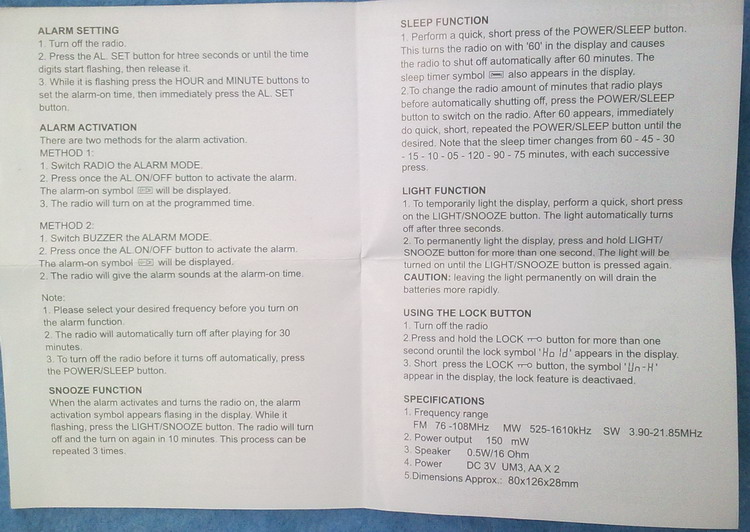 ALARM SETTING
1. Turn off the radio.
2. Press the AL. SET button for htree seconds or until the time
digits start flashing, then release it.
3. While it is flashing press the HOUR and MINUTE buttons to
set the alarm-on time, then immediately press the AL. SET
button.
ALARM ACTIVATION
There are two methods for the alarm activation.
METHOD 1:
1. Switch RADIO the ALARM MODE.
2. Press once the AL.ON/OFF button to activate the alarm.
The alarm-on symbol will be displayed.
3. The radio will turn on at the programmed time.
METHOD 2:
1. Switch BUZZER the ALARM MODE.
2. Press once the AL ON/OFF button to activate the alarm.
The alarm-on symbol will be displayed.
2. The radio will give the alarm sounds at the alarm-on time.
Note:
1. Please select your desired frequency before you turn on
the alarm function.
2. The radio will automatically turn off after playing for 30
minutes.
3. To turn off the radio before it turns off automatically, press
the POWER/SLEEP button.
SNOOZE FUNCTION
When the alarm activates and turns the radio on, the alarm
activation symbol appears flasing in the display. While it
flashing, press the LIGHT/SNOOZE button. The radio will turn
off and the turn on again in 10 minutes. This process can be
repeated 3 times.
SLEEP FUNCTION
1. Perform a quick, short press of the POWER/SLEEP button.
This turns the radio on with '60' in the display and causes
the radio to shut off automatically after 60 minutes. The
sleep timer symbol also appears in the display.
2.To change the radio amount of minutes that radio plays
before automatically shutting off, press the POWER/SLEEP
button to switch on the radio. After 60 appears, immediately
do quick, short, repeated the POWER/SLEEP button until the
desired. Note that the sleep timer changes from 60 - 45 - 30
- 15 - 10 - 05 - 120 - 90 - 75 minutes, with each successive
press.
LIGHT FUNCTION
1. To temporarily light the display, perform a quick, short press
on the LIGHT/SNOOZE button. The light automatically turns
off after three seconds.
2. To permanently light the display, press and hold LIGHT/
SNOOZE button for more than one second. The light will be
turned on until the LIGHT/SNOOZE button is pressed again.
CAUTION: leaving the light permanently on will drain the
batteries more rapidly.
USING THE LOCK BUTTON
1. Turn off the radio
2.Press and hold the LOCK button for more than one
second oruntil the lock symbol 'Ho ld' appears in the display.
3. Short press the LOCK button, the symbol 'Un-H'
appear in the display, the lock feature is deactivaed.
SPECIFICATIONS
1. Frequency range
FM 76 -108MHz MW 525-1610kHz SW 3.90-21.85MHz
2. Power output 150 mW
3. Speaker 0.5W/16 Ohm
4. Power DC 3V UM3, AA X 2
5.Dimensions Approx.: 80x126x28mm